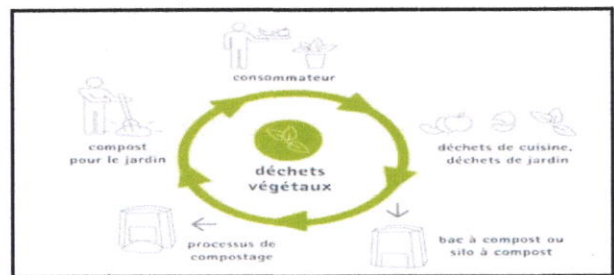 consommateur
déchets de cuisine,
déchets de jardin
bac à compost ou
silo à compost
processus de
compostage
compost
pour le jardin
déchets
végétaux